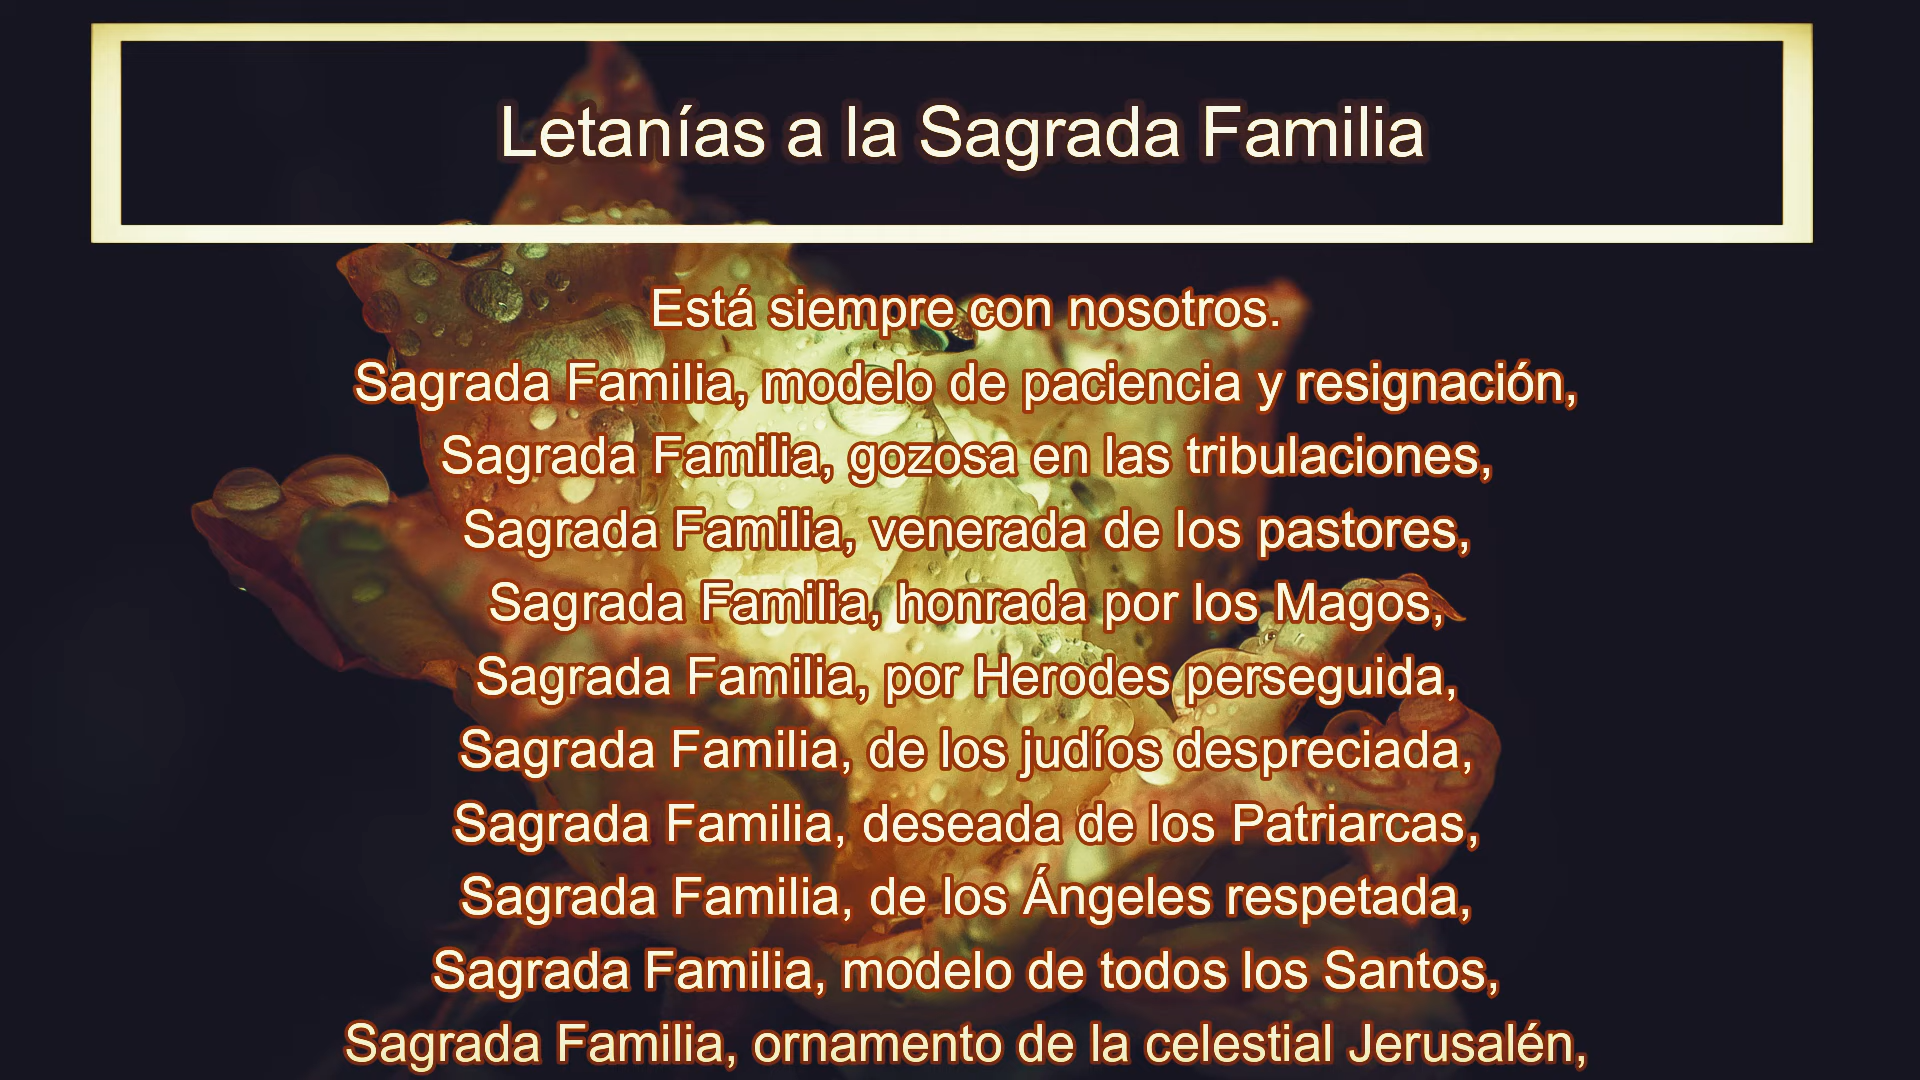 Letanías a la Sagrada Familia
Está siempre con nosotros.
Sagrada Familia, modelo de paciencia y resignación,
Sagrada Familia, gozosa en las tribulaciones,
Sagrada Familia, venerada de los pastores,
Sagrada Familia, honrada por los Magos,
Sagrada Familia, por Herodes perseguida,
Sagrada Familia, de los judíos despreciada,
Sagrada Familia, deseada de los Patriarcas,
Sagrada Familia, de los Ángeles respetada,
Sagrada Familia, modelo de todos los Santos,
Sagrada Familia, ornamento de la celestial Jerusalén,